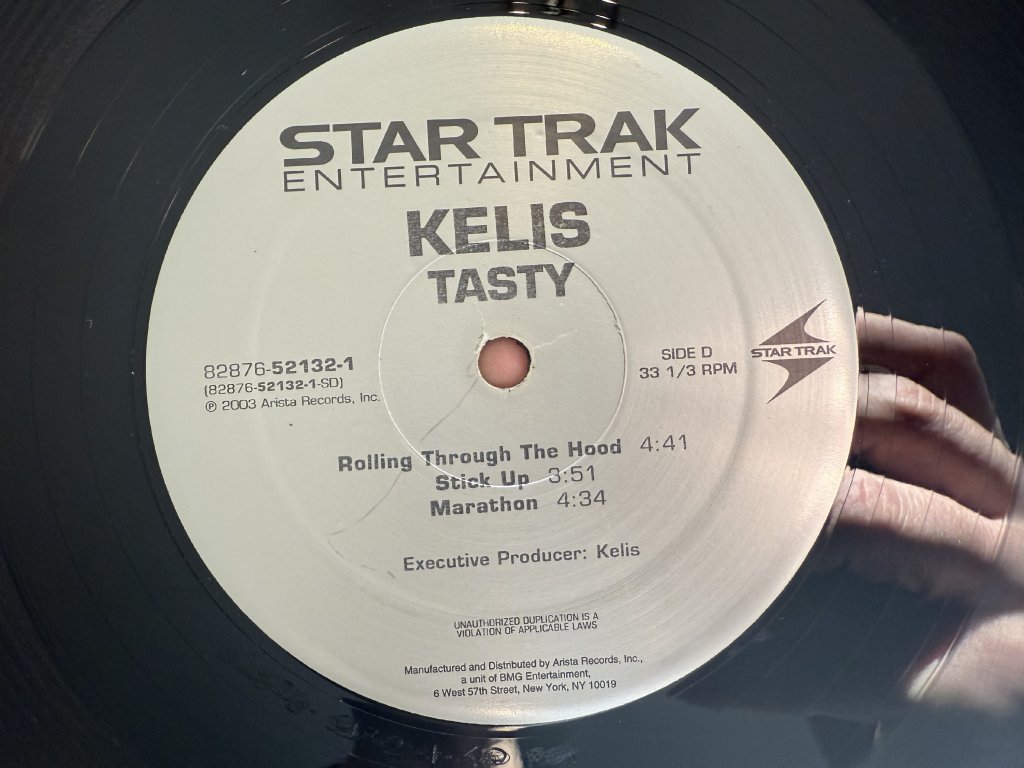 STAR TRAK
ENTERTAINMENT
KELIS
TASTY
82876-52132-1
(82876-52132-1-SD)
℗ 2003 Arista Records, Inc.
SIDE D
33 1/3 RPM
STAR TRAK
Rolling Through The Hood 4:41
Stick Up 3:51
Marathon 4:34
Executive Producer: Kelis
UNAUTHORIZED DUPLICATION IS A
VIOLATION OF APPLICABLE LAWS
Manufactured and Distributed by Arista Records, Inc.,
a unit of BMG Entertainment,
6 West 57th Street, New York, NY 10019